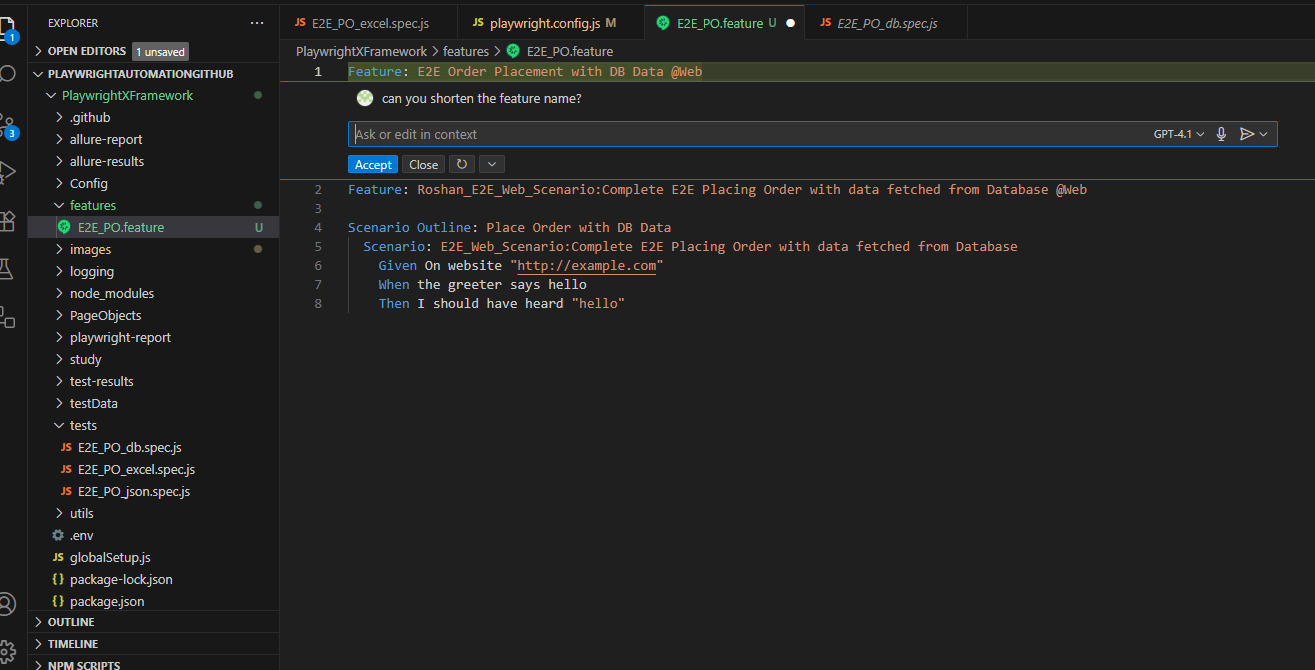 EXPLORER
OPEN EDITORS 1 unsaved
PLAYWRIGHTAUTOMATIONGITHUB
PlaywrightXFramework
.github
allure-report
allure-results
Config
features
E2E_PO.feature U
images
logging
node_modules
PageObjects
playwright-report
study
test-results
testData
tests
JS E2E_PO_db.spec.js
JS E2E_PO_excel.spec.js
JS E2E_PO_json.spec.js
utils
.env
JS globalSetup.js
{} package-lock.json
{} package.json
OUTLINE
TIMELINE
NPM SCRIPTS
1
3
JS E2E_PO_excel.spec.js
JS playwright.config.js M
E2E_PO.feature U
JS E2E_PO_db.spec.js
PlaywrightXFramework > features > E2E_PO.feature
1 Feature: E2E Order Placement with DB Data @Web
can you shorten the feature name?
Ask or edit in context GPT-4.1
Accept Close
2 Feature: Roshan_E2E_Web_Scenario:Complete E2E Placing Order with data fetched from Database @Web
3
4 Scenario Outline: Place Order with DB Data
5 Scenario: E2E_Web_Scenario:Complete E2E Placing Order with data fetched from Database
6 Given On website "http://example.com"
7 When the greeter says hello
8 Then I should have heard "hello"